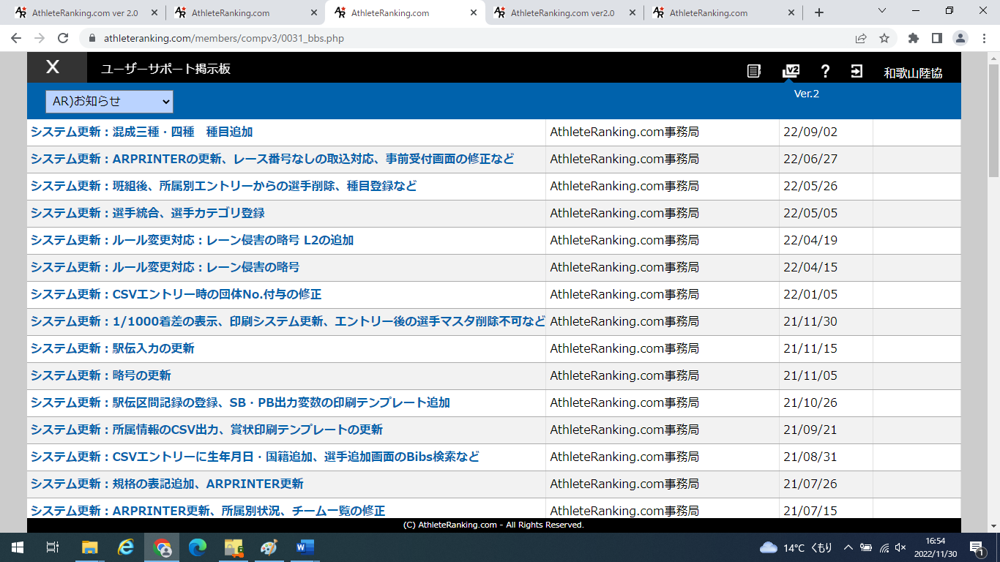 AthleteRanking.com ver 2.0
AthleteRanking.com
AthleteRanking.com
AthleteRanking.com ver2.0
AthleteRanking.com
athleteranking.com/members/compv3/0031_bbs.php
X ユーザーサポート掲示板 v2 ? 和歌山陸協
AR)お知らせ Ver.2
システム更新：混成三種・四種　種目追加 AthleteRanking.com事務局 22/09/02
システム更新：ARPRINTERの更新、レース番号なしの取込対応、事前受付画面の修正など AthleteRanking.com事務局 22/06/27
システム更新：班組後、所属別エントリーからの選手削除、種目登録など AthleteRanking.com事務局 22/05/26
システム更新：選手統合、選手カテゴリ登録 AthleteRanking.com事務局 22/05/05
システム更新：ルール変更対応：レーン侵害の略号 L2の追加 AthleteRanking.com事務局 22/04/19
システム更新：ルール変更対応：レーン侵害の略号 AthleteRanking.com事務局 22/04/15
システム更新：CSVエントリー時の団体No.付与の修正 AthleteRanking.com事務局 22/01/05
システム更新：1/1000着差の表示、印刷システム更新、エントリー後の選手マスタ削除不可など AthleteRanking.com事務局 21/11/30
システム更新：駅伝入力の更新 AthleteRanking.com事務局 21/11/15
システム更新：略号の更新 AthleteRanking.com事務局 21/11/05
システム更新：駅伝区間記録の登録、SB・PB出力変数の印刷テンプレート追加 AthleteRanking.com事務局 21/10/26
システム更新：所属情報のCSV出力、賞状印刷テンプレートの更新 AthleteRanking.com事務局 21/09/21
システム更新：CSVエントリーに生年月日・国籍追加、選手追加画面のBibs検索など AthleteRanking.com事務局 21/08/31
システム更新：規格の表記追加、ARPRINTER更新 AthleteRanking.com事務局 21/07/26
システム更新：ARPRINTER更新、所属別状況、チーム一覧の修正 AthleteRanking.com事務局 21/07/15
(C) AthleteRanking.com - All Rights Reserved.
14°C くもり 16:54
2022/11/30 1